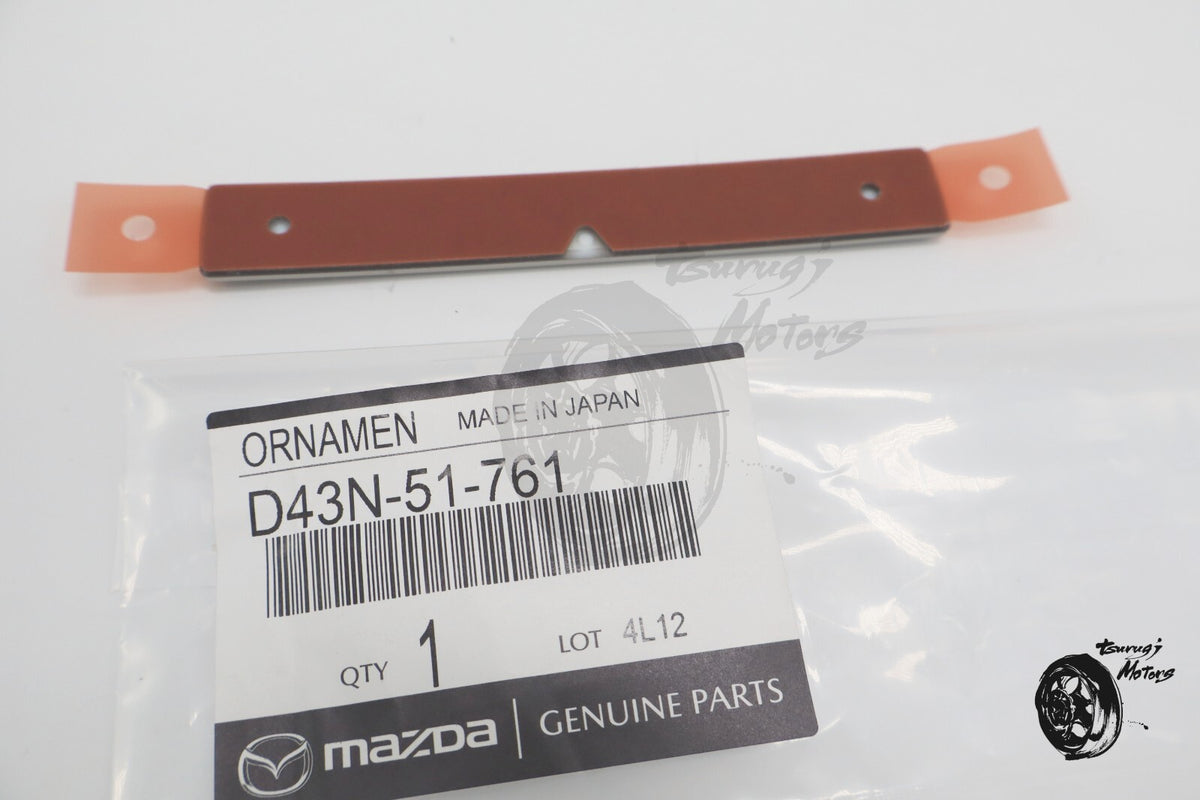 Tsurugi
Motors
ORNAMEN MADE IN JAPAN
D43N-51-761
QTY 1 LOT 4L12
mazda | GENUINE PARTS
Tsurugi
Motors